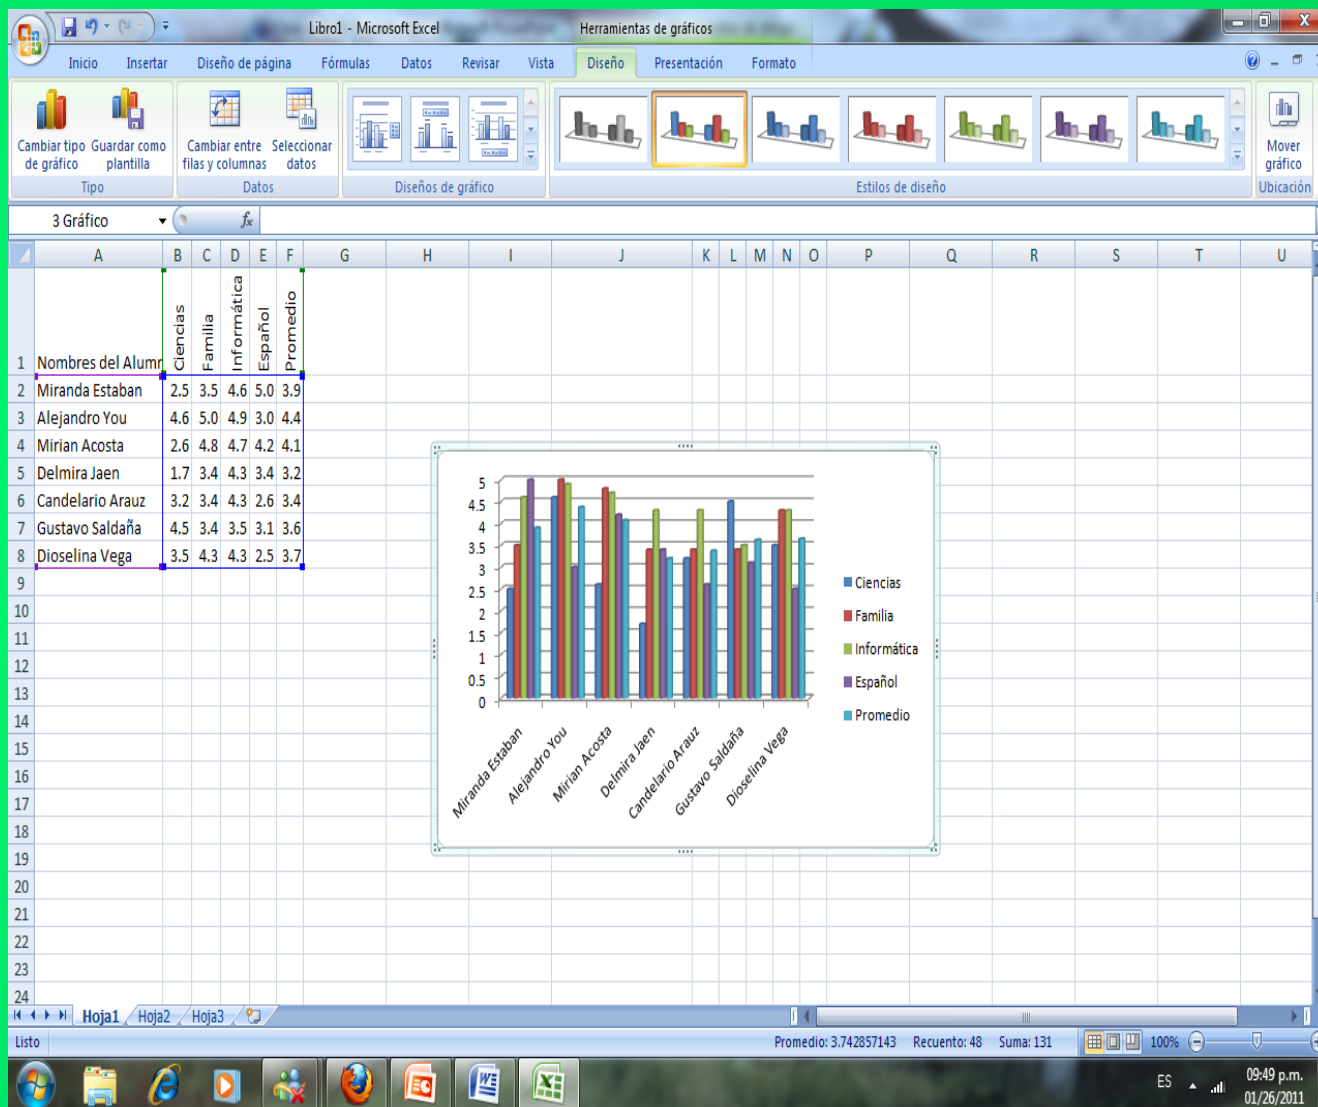 Libro1 - Microsoft Excel
Herramientas de gráficos
Inicio Insertar Diseño de página Fórmulas Datos Revisar Vista Diseño Presentación Formato
Cambiar tipo de gráfico
Guardar como plantilla
Cambiar entre filas y columnas
Seleccionar datos
Mover gráfico
Tipo Datos Diseños de gráfico Estilos de diseño Ubicación
3 Gráfico fx
A B C D E F G H I J K L M N O P Q R S T U
1 Nombres del Alumr Ciencias Familia Informática Español Promedio
2 Miranda Estaban 2.5 3.5 4.6 5.0 3.9
3 Alejandro You 4.6 5.0 4.9 3.0 4.4
4 Mirian Acosta 2.6 4.8 4.7 4.2 4.1
5 Delmira Jaen 1.7 3.4 4.3 3.4 3.2
6 Candelario Arauz 3.2 3.4 4.3 2.6 3.4
7 Gustavo Saldaña 4.5 3.4 3.5 3.1 3.6
8 Dioselina Vega 3.5 4.3 4.3 2.5 3.7
9
10
11
12
13
14
15
16
17
18
19
20
21
22
23
24
5
4.5
4
3.5
3
2.5
2
1.5
1
0.5
0
Miranda Estaban
Alejandro You
Mirian Acosta
Delmira Jaen
Candelario Arauz
Gustavo Saldaña
Dioselina Vega
Ciencias
Familia
Informática
Español
Promedio
Hoja1 Hoja2 Hoja3
Listo Promedio: 3.742857143 Recuento: 48 Suma: 131 100%
ES 09:49 p.m.
01/26/2011